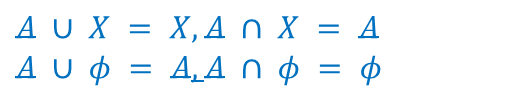 A ∪ X = X, A ∩ X = A
A ∪ ϕ = A, A ∩ ϕ = ϕ